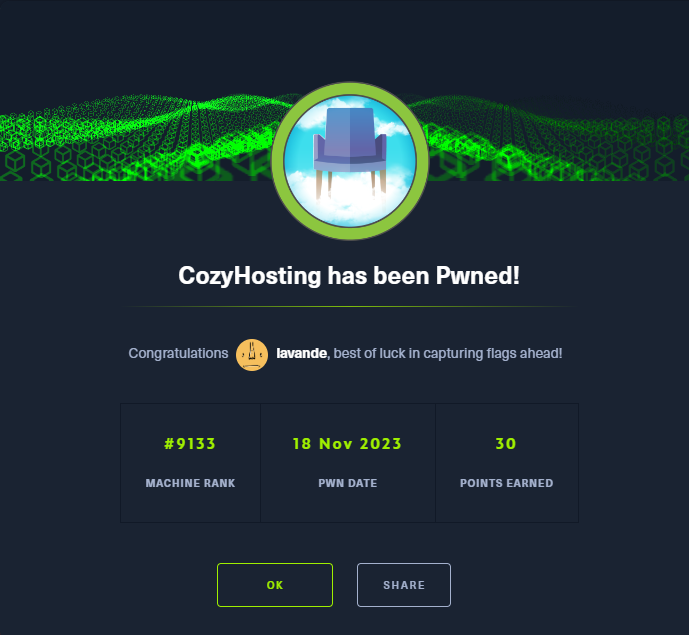 CozyHosting has been Pwned!
Congratulations lavande, best of luck in capturing flags ahead!
#9133 18 Nov 2023 30
MACHINE RANK PWN DATE POINTS EARNED
OK SHARE